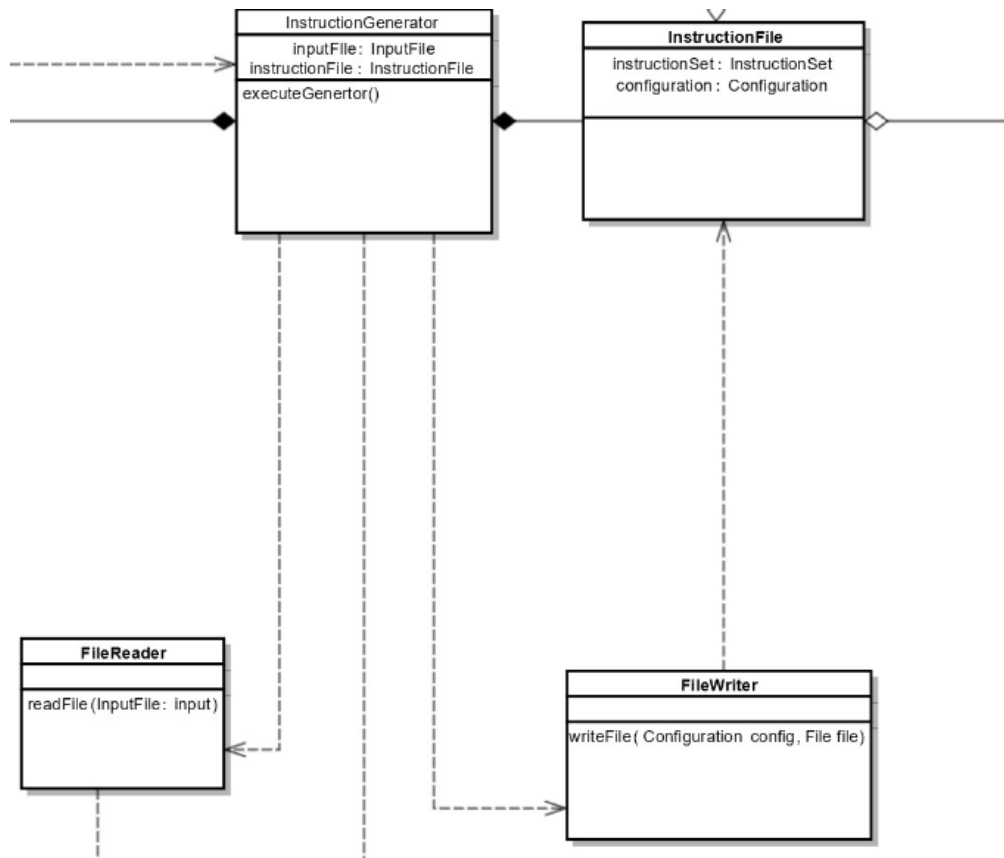 InstructionGenerator
inputFIle: InputFile
instructionFile : InstructionFile
executeGenertor()
InstructionFile
instructionSet : InstructionSet
configuration : Configuration
FileReader
readFile(InputFile: input)
FileWriter
writeFile( Configuration config, File file)